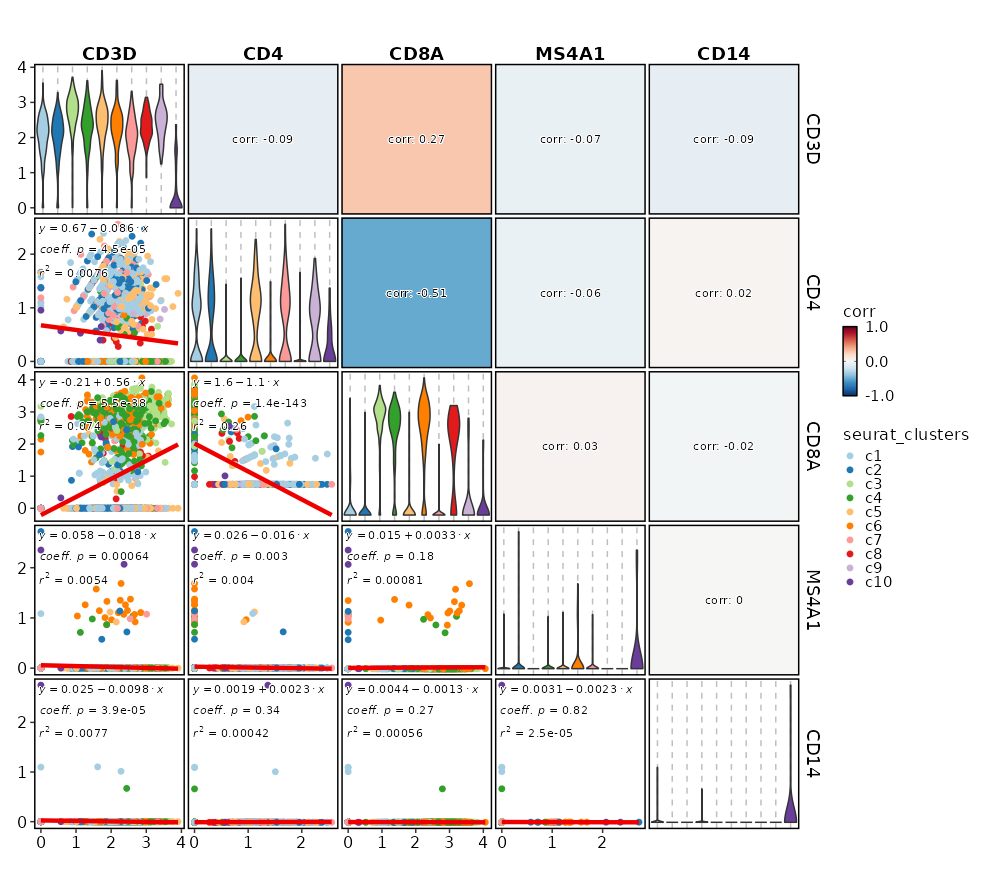 CD3D CD4 CD8A MS4A1 CD14
4
3
2
1
0
corr: -0.09
corr: 0.27
corr: -0.07
corr: -0.09
CD3D
2
1
0
y = 0.67 − 0.086 · x
coeff. p = 4.5e-05
r² = 0.0076
corr: -0.51
corr: -0.06
corr: 0.02
CD4
4
3
2
1
0
y = -0.21 + 0.56 · x
coeff. p = 5.5e-38
r² = 0.074
y = 1.6 − 1.1 · x
coeff. p = 1.4e-143
r² = 0.26
corr: 0.03
corr: -0.02
CD8A
2
1
0
y = 0.058 − 0.018 · x
coeff. p = 0.00064
r² = 0.0054
y = 0.026 − 0.016 · x
coeff. p = 0.003
r² = 0.004
y = 0.015 + 0.0033 · x
coeff. p = 0.18
r² = 0.00081
corr: 0
MS4A1
2
1
0
y = 0.025 − 0.0098 · x
coeff. p = 3.9e-05
r² = 0.0077
y = 0.0019 + 0.0023 · x
coeff. p = 0.34
r² = 0.00042
y = 0.0044 − 0.0013 · x
coeff. p = 0.27
r² = 0.00056
y = 0.0031 − 0.0023 · x
coeff. p = 0.82
r² = 2.5e-05
CD14
0 1 2 3 4 0 1 2 0 1 2 3 4 0 1 2
corr
1.0
0.0
-1.0
seurat_clusters
c1
c2
c3
c4
c5
c6
c7
c8
c9
c10